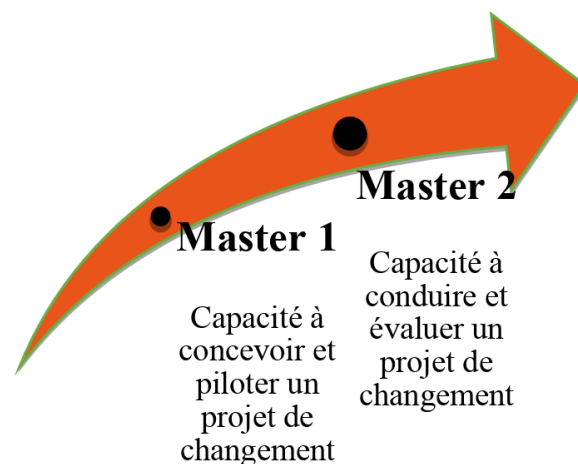 Master 1
Capacité à
concevoir et
piloter un
projet de
changement
Master 2
Capacité à
conduire et
évaluer un
projet de
changement